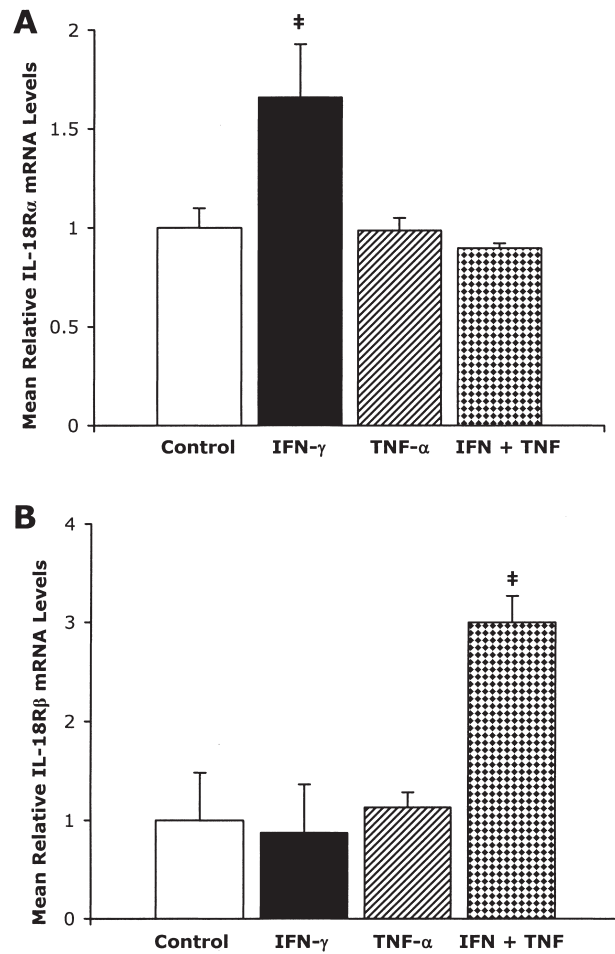 A
Mean Relative IL-18Rα mRNA Levels
2
‡
1.5
1
0.5
0
Control IFN-γ TNF-α IFN + TNF
B
Mean Relative IL-18Rβ mRNA Levels
4
‡
3
2
1
0
Control IFN-γ TNF-α IFN + TNF